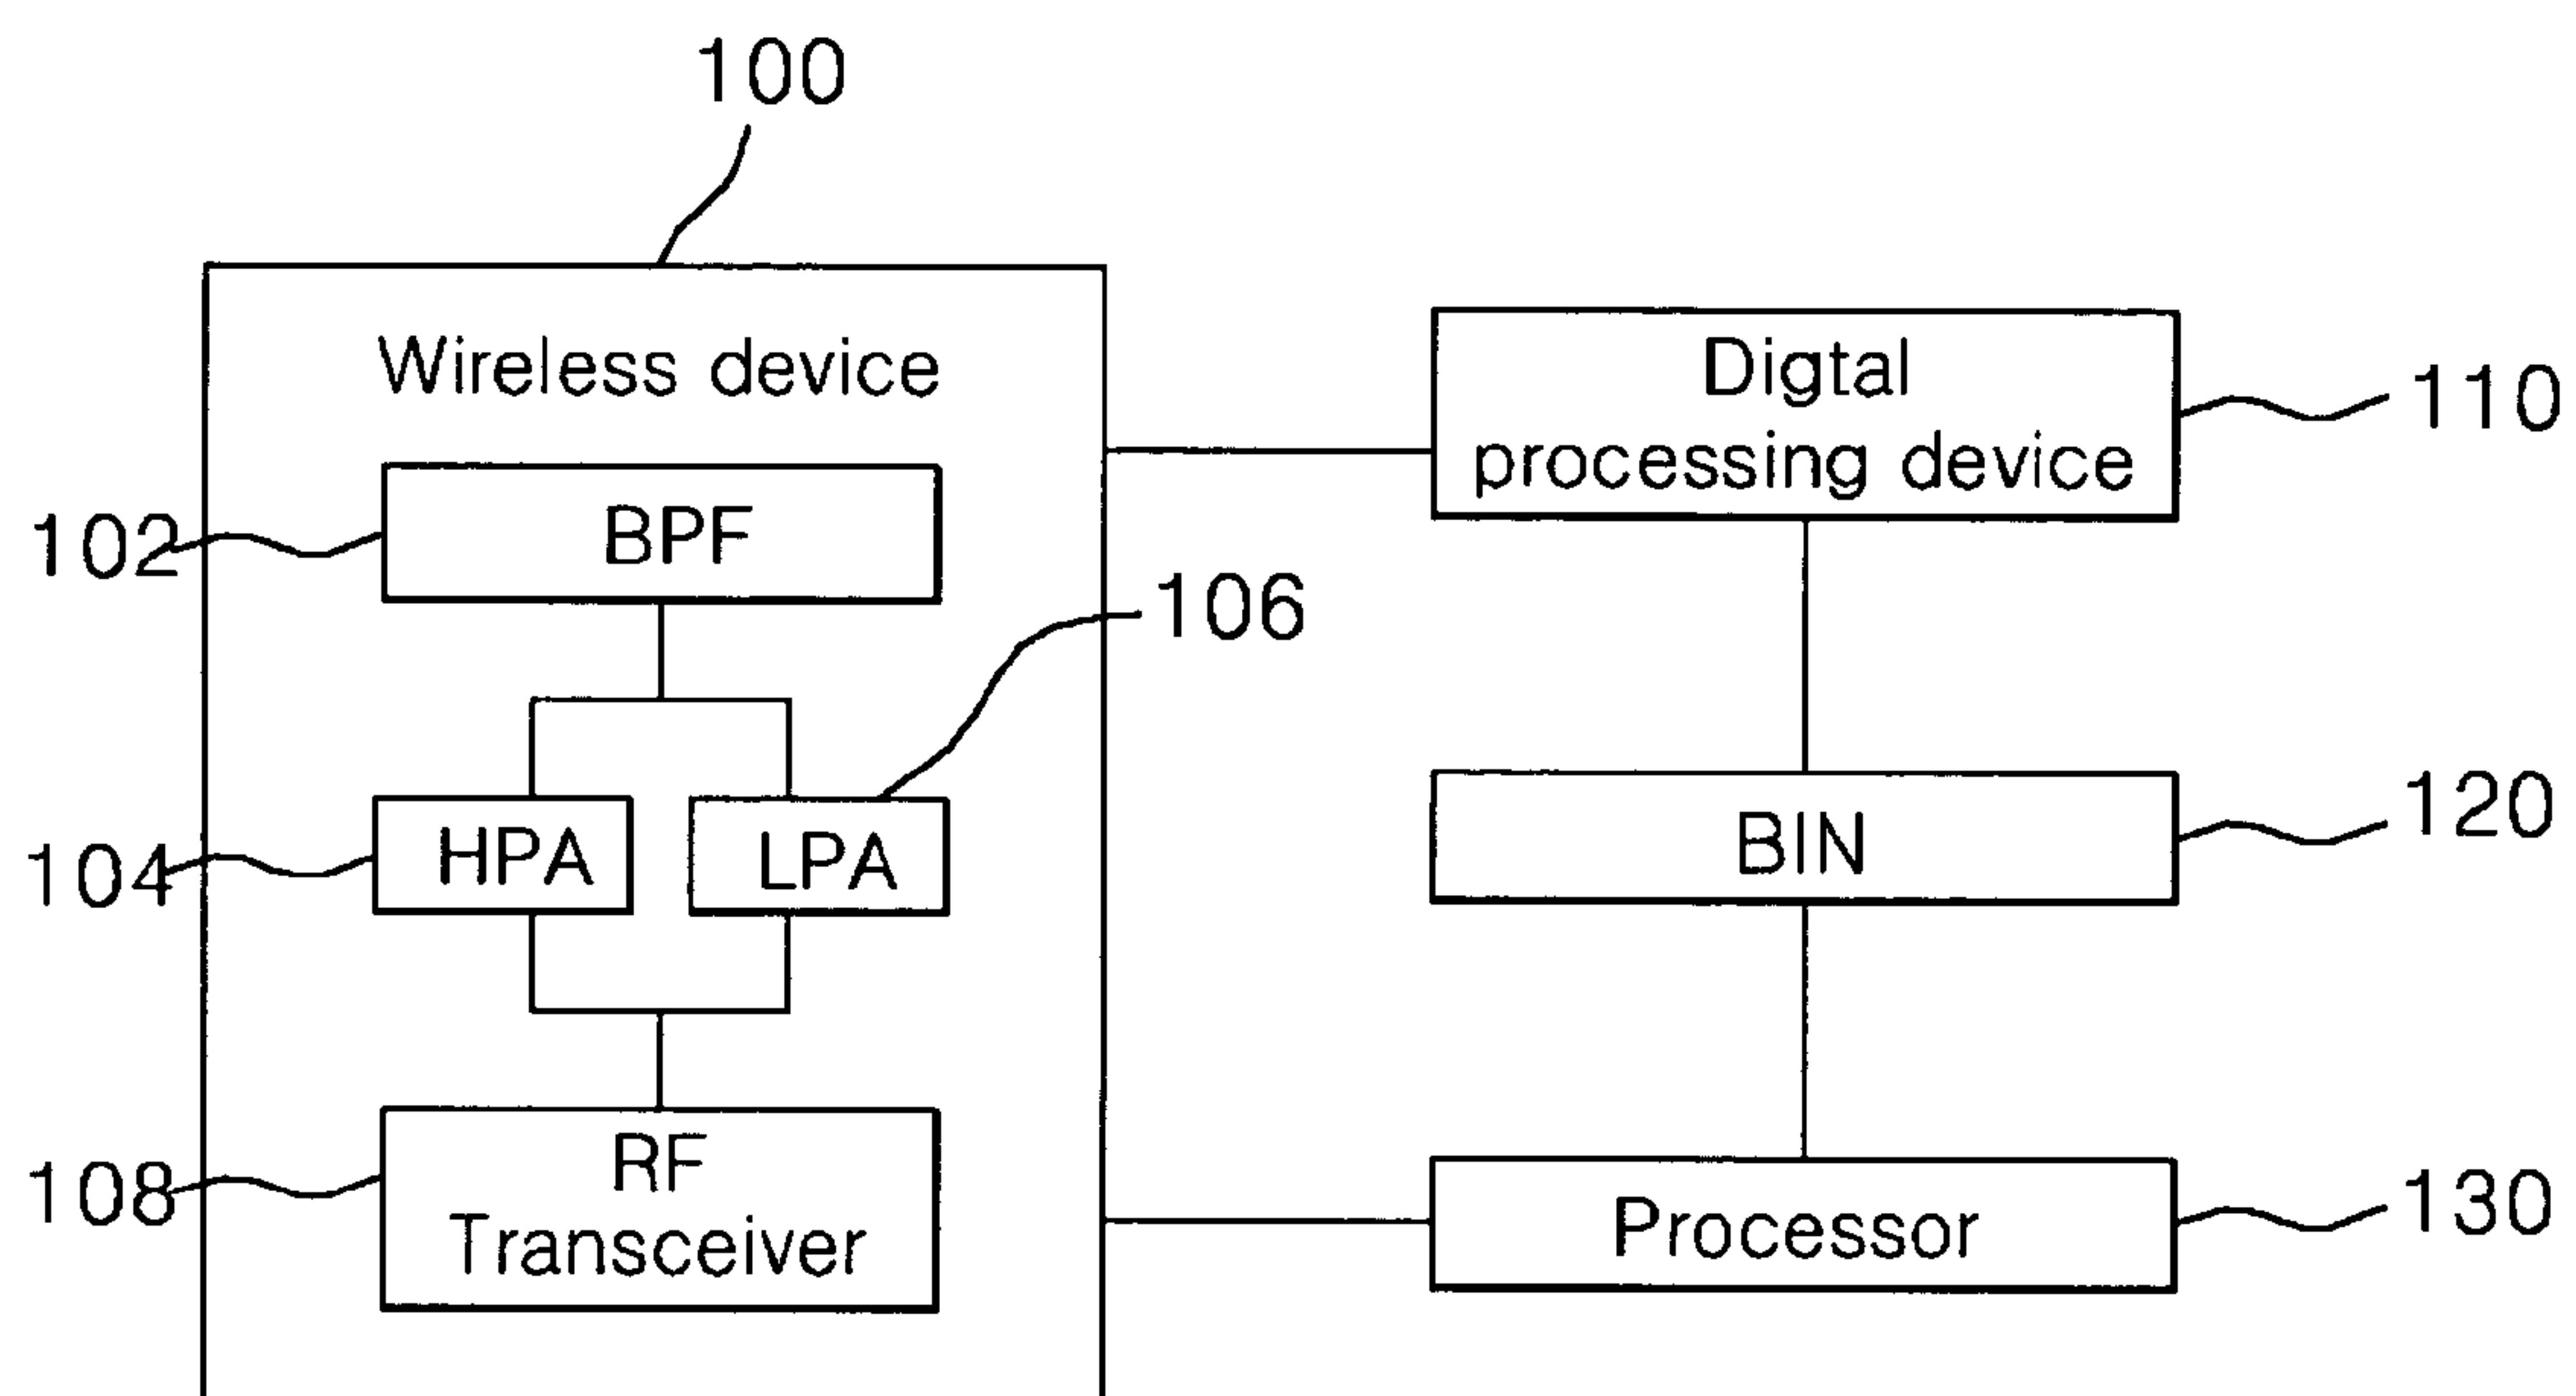 100
Wireless device
Digtal
processing device
110
102
BPF
106
104
HPA
LPA
BIN
120
108
RF
Transceiver
Processor
130